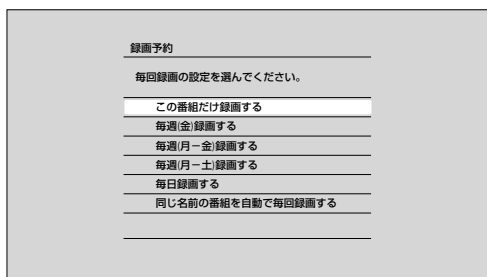 録画予約
毎回録画の設定を選んでください。
この番組だけ録画する
毎週(金)録画する
毎週(月－金)録画する
毎週(月－土)録画する
毎日録画する
同じ名前の番組を自動で毎回録画する